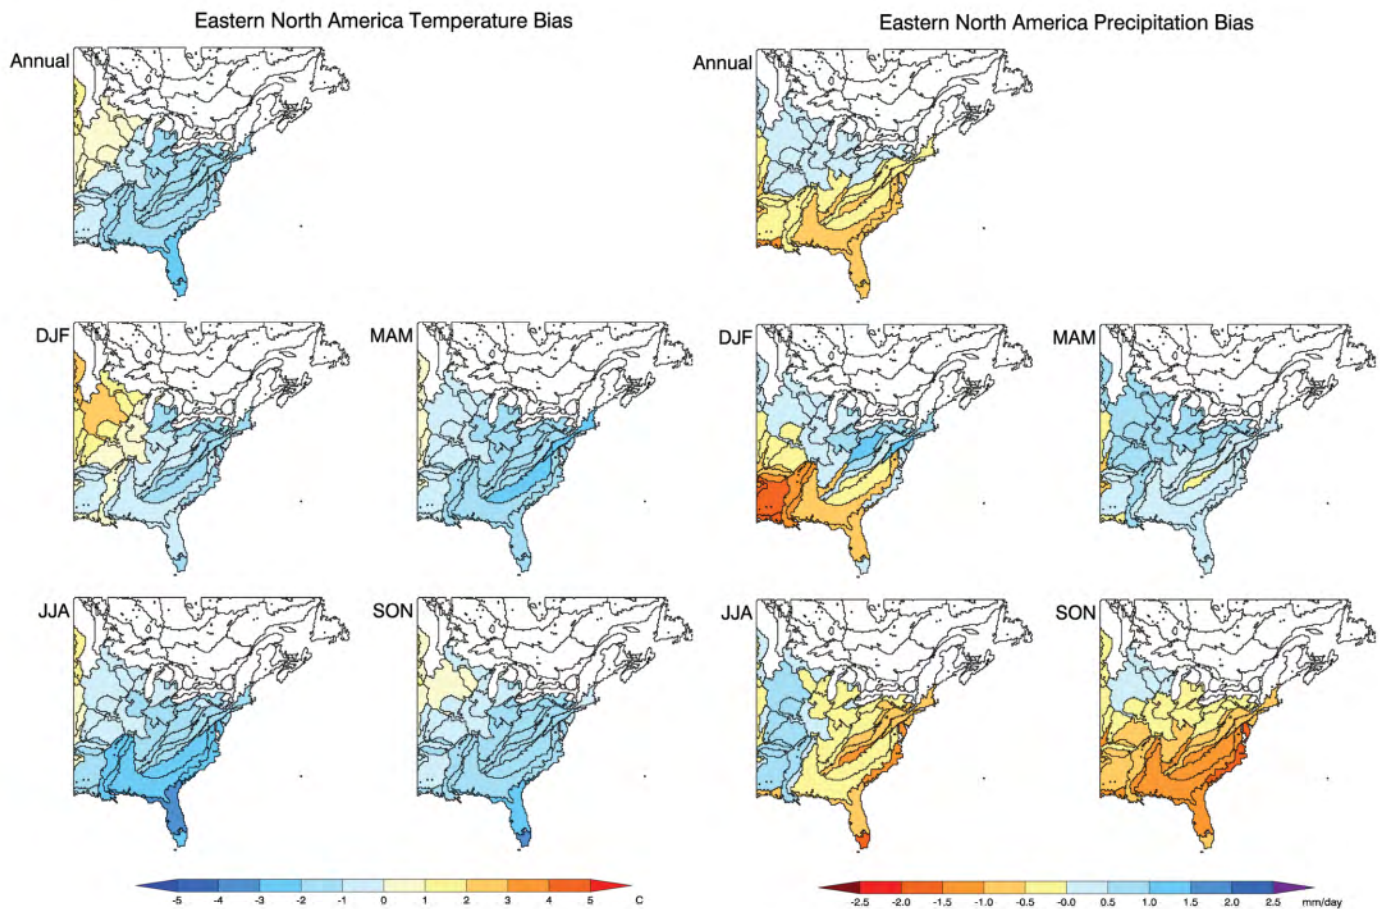 Eastern North America Temperature Bias
Eastern North America Precipitation Bias
Annual
Annual
DJF
MAM
DJF
MAM
JJA
SON
JJA
SON
-5 -4 -3 -2 -1 0 1 2 3 4 5 C
-2.5 -2.0 -1.5 -1.0 -0.5 -0.0 0.5 1.0 1.5 2.0 2.5 mm/day